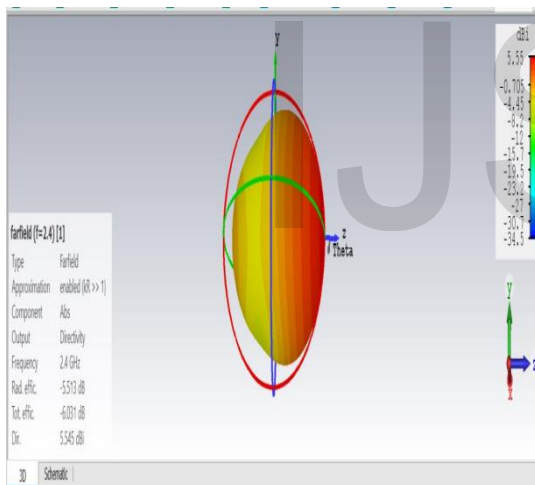 IJS
dBi
5.55
-0.705
-4.45
-8.2
-12
-15.7
-19.5
-23.2
-27
-30.7
-34.5
y
z
Theta
farfield (f=2.4) [1]
Type Farfield
Approximation enabled (kR >> 1)
Component Abs
Output Directivity
Frequency 2.4 GHz
Rad. effic. -5.513 dB
Tot. effic. -6.031 dB
Dir. 5.545 dBi
y
z
x
3D Schematic